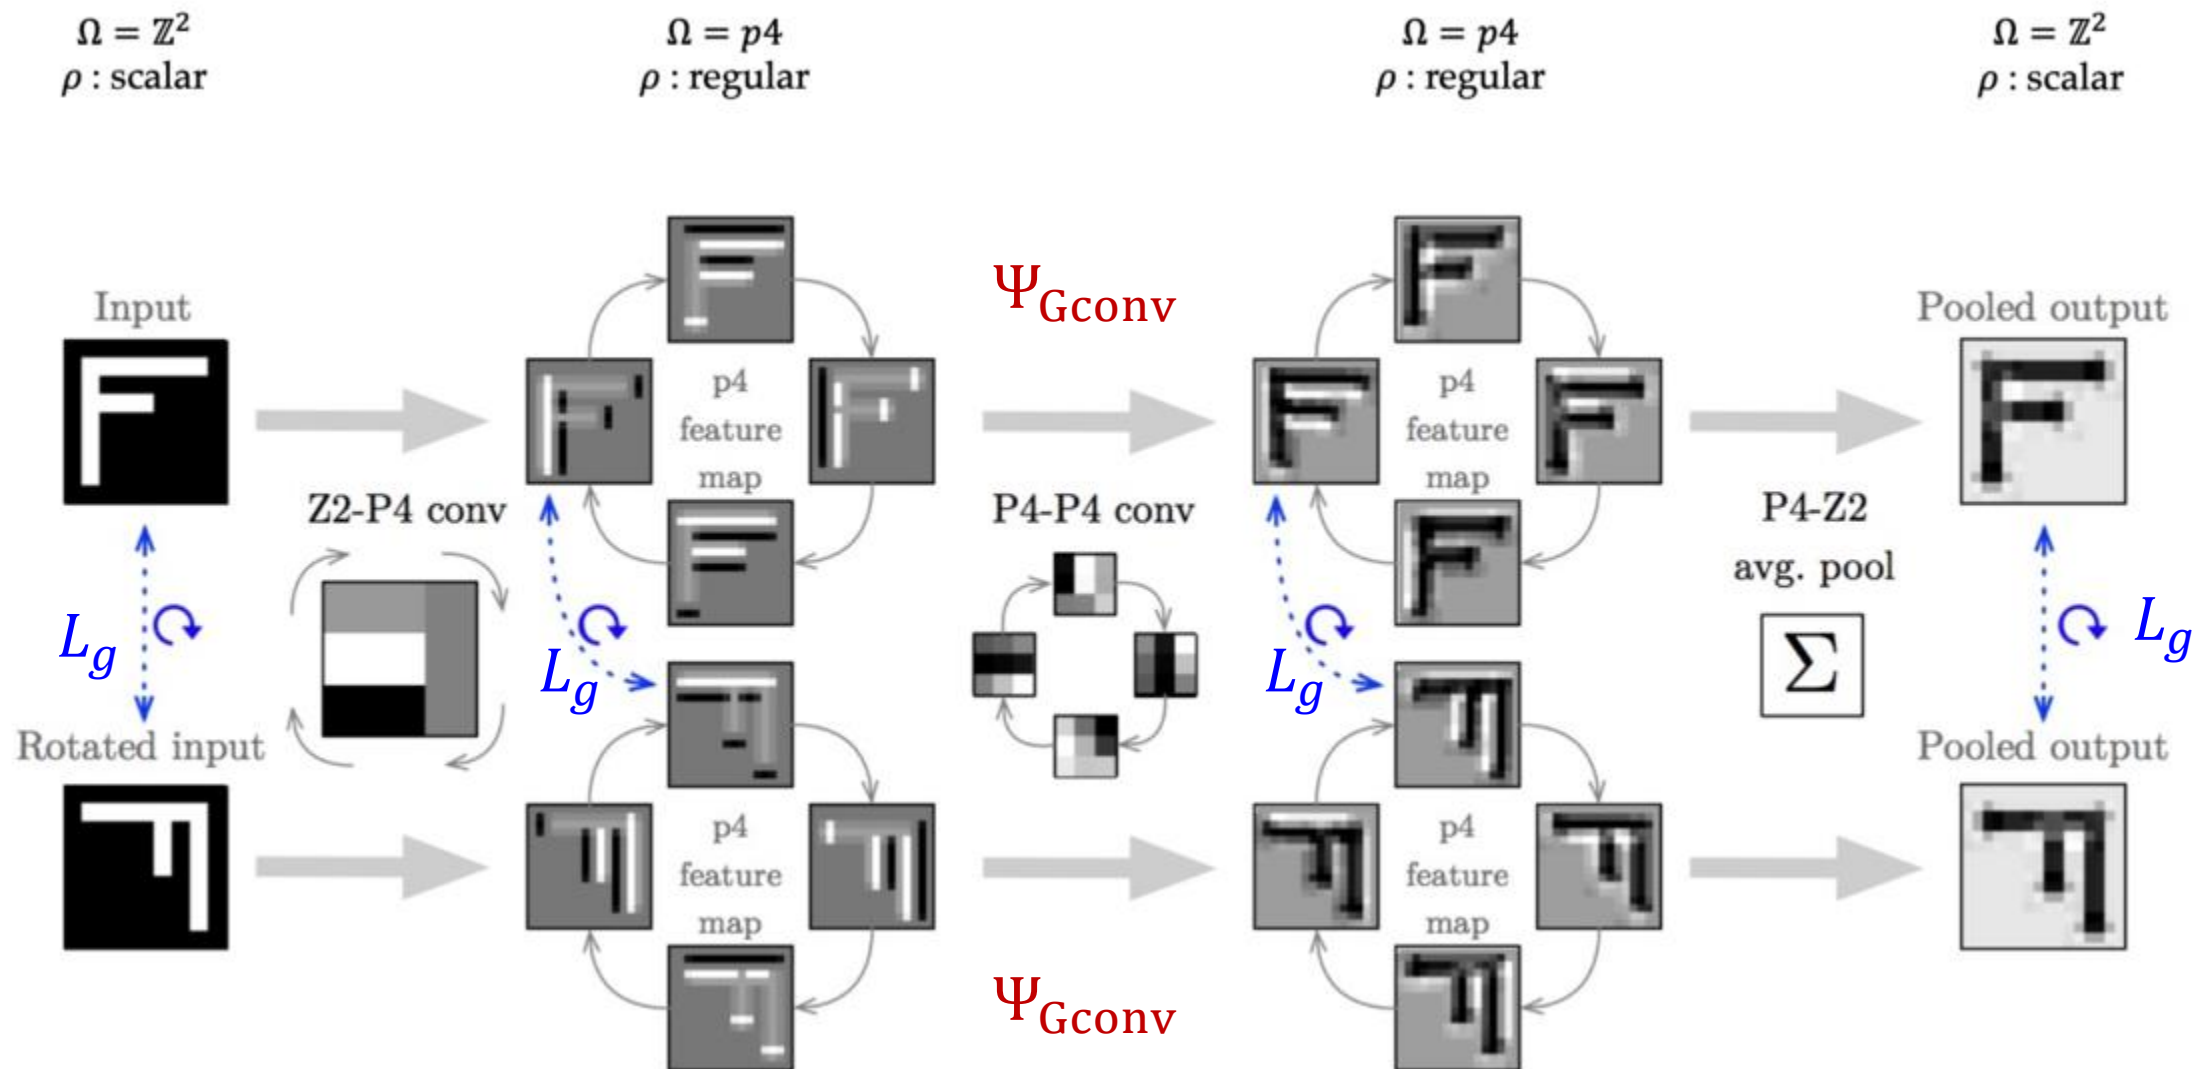 Ω = ℤ²
ρ : scalar
Ω = p4
ρ : regular
Ω = p4
ρ : regular
Ω = ℤ²
ρ : scalar
Input
p4
feature
map
Ψ_Gconv
p4
feature
map
Pooled output
Z2-P4 conv
P4-P4 conv
P4-Z2
avg. pool
Σ
L_g
L_g
L_g
L_g
Rotated input
p4
feature
map
Ψ_Gconv
p4
feature
map
Pooled output